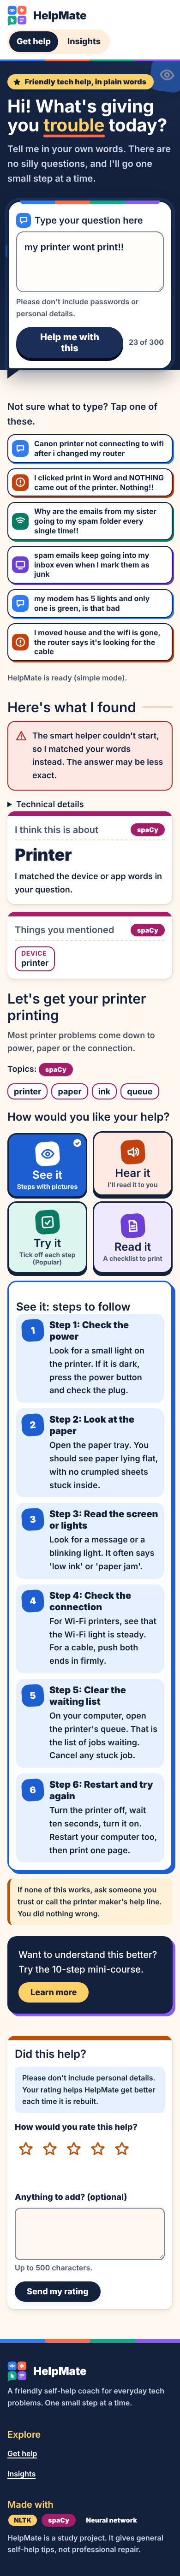 HelpMate
Get help
Insights
Friendly tech help, in plain words
Hi! What's giving
you trouble today?
Tell me in your own words. There are
no silly questions, and I'll go one
small step at a time.
Type your question here
my printer wont print!!
Please don't include passwords or
personal details.
Help me with
this
23 of 300
Not sure what to type? Tap one of
these.
Canon printer not connecting to wifi
after i changed my router
I clicked print in Word and NOTHING
came out of the printer. Nothing!!
Why are the emails from my sister
going to my spam folder every
single time!!
spam emails keep going into my
inbox even when I mark them as
junk
my modem has 5 lights and only
one is green, is that bad
I moved house and the wifi is gone,
the router says it's looking for the
cable
HelpMate is ready (simple mode).
Here's what I found
The smart helper couldn't start,
so I matched your words
instead. The answer may be less
exact.
Technical details
I think this is about
spaCy
Printer
I matched the device or app words in
your question.
Things you mentioned
spaCy
DEVICE
printer
Let's get your printer
printing
Most printer problems come down to
power, paper or the connection.
Topics:
spaCy
printer
paper
ink
queue
How would you like your help?
See it
Steps with pictures
Hear it
I'll read it to you
Try it
Tick off each step
(Popular)
Read it
A checklist to print
See it: steps to follow
1
Step 1: Check the
power
Look for a small light on
the printer. If it is dark,
press the power button
and check the plug.
2
Step 2: Look at the
paper
Open the paper tray. You
should see paper lying flat,
with no crumpled sheets
stuck inside.
3
Step 3: Read the screen
or lights
Look for a message or a
blinking light. It often says
'low ink' or 'paper jam'.
4
Step 4: Check the
connection
For Wi-Fi printers, see that
the Wi-Fi light is steady.
For a cable, push both
ends in firmly.
5
Step 5: Clear the
waiting list
On your computer, open
the printer's queue. That is
the list of jobs waiting.
Cancel any stuck job.
6
Step 6: Restart and try
again
Turn the printer off, wait
ten seconds, turn it on.
Restart your computer too,
then print one page.
If none of this works, ask someone you
trust or call the printer maker's help line.
You did nothing wrong.
Want to understand this better?
Try the 10-step mini-course.
Learn more
Did this help?
Please don't include personal details.
Your rating helps HelpMate get better
each time it is rebuilt.
How would you rate this help?
Anything to add? (optional)
Up to 500 characters.
Send my rating
HelpMate
A friendly self-help coach for everyday tech
problems. One small step at a time.
Explore
Get help
Insights
Made with
NLTK
spaCy
Neural network
HelpMate is a study project. It gives general
self-help tips, not professional repair.